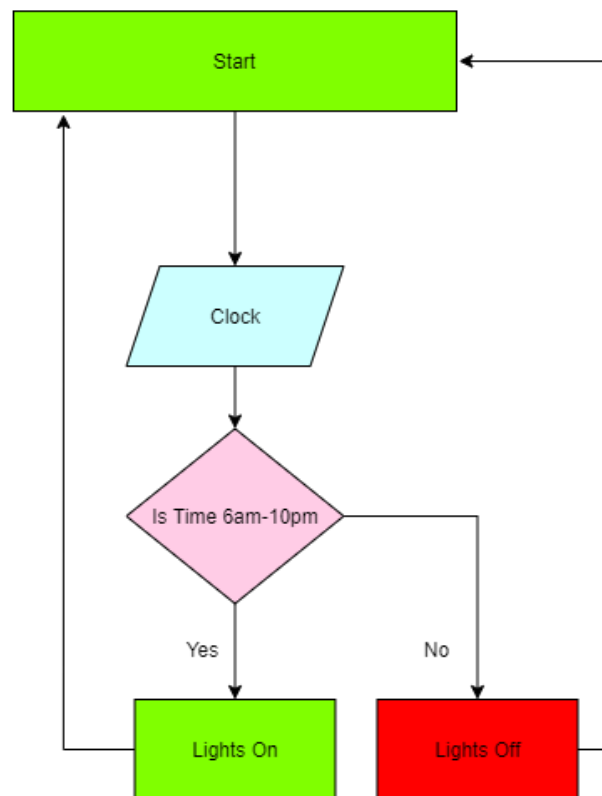 Start
Clock
Is Time 6am-10pm
Yes
No
Lights On
Lights Off